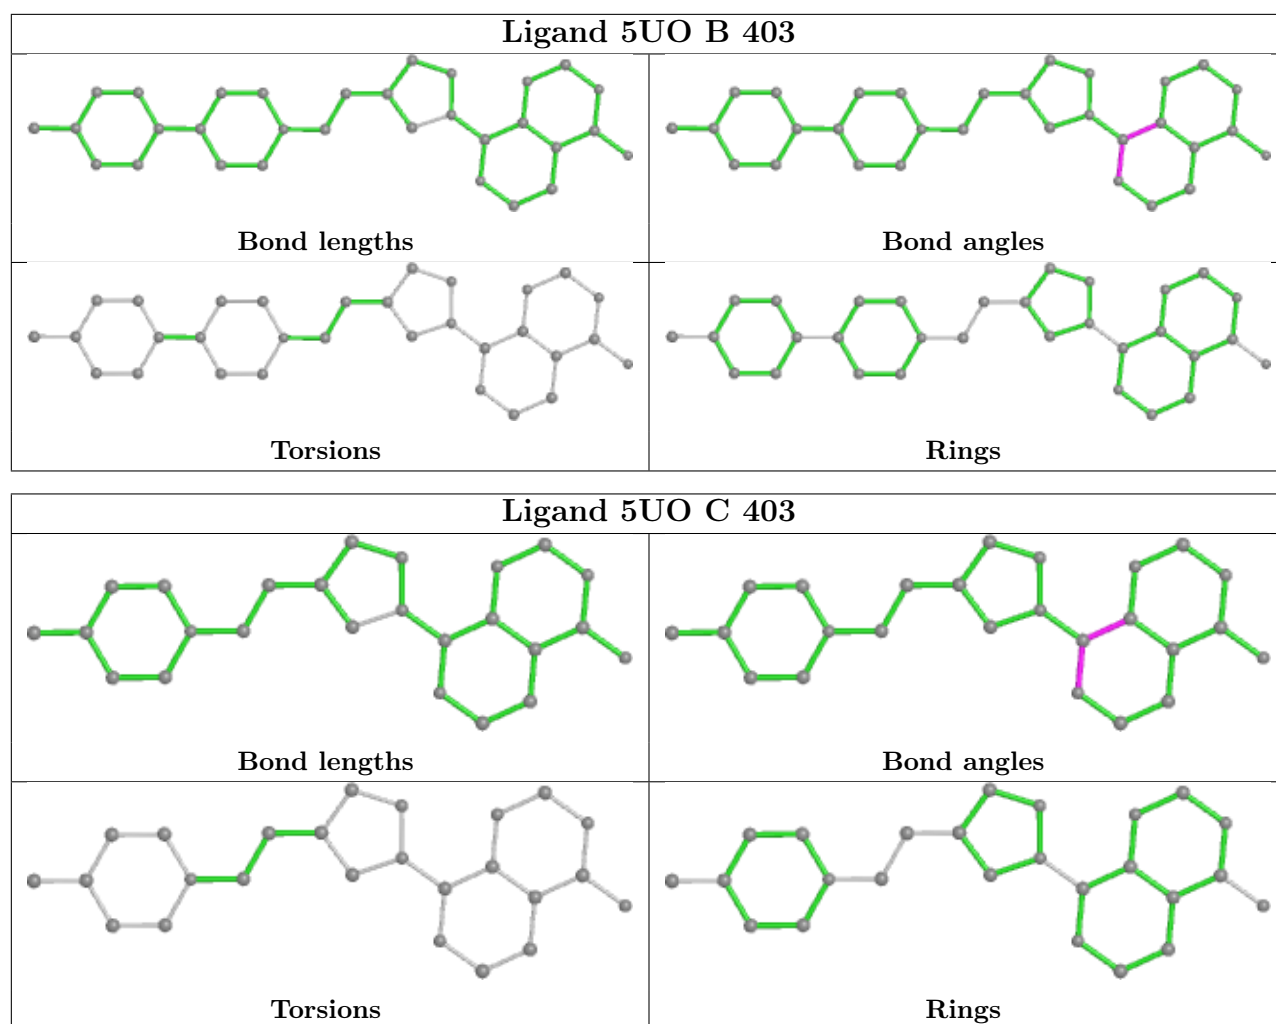 Ligand 5UO B 403
Bond lengths
Bond angles
Torsions
Rings
Ligand 5UO C 403
Bond lengths
Bond angles
Torsions
Rings